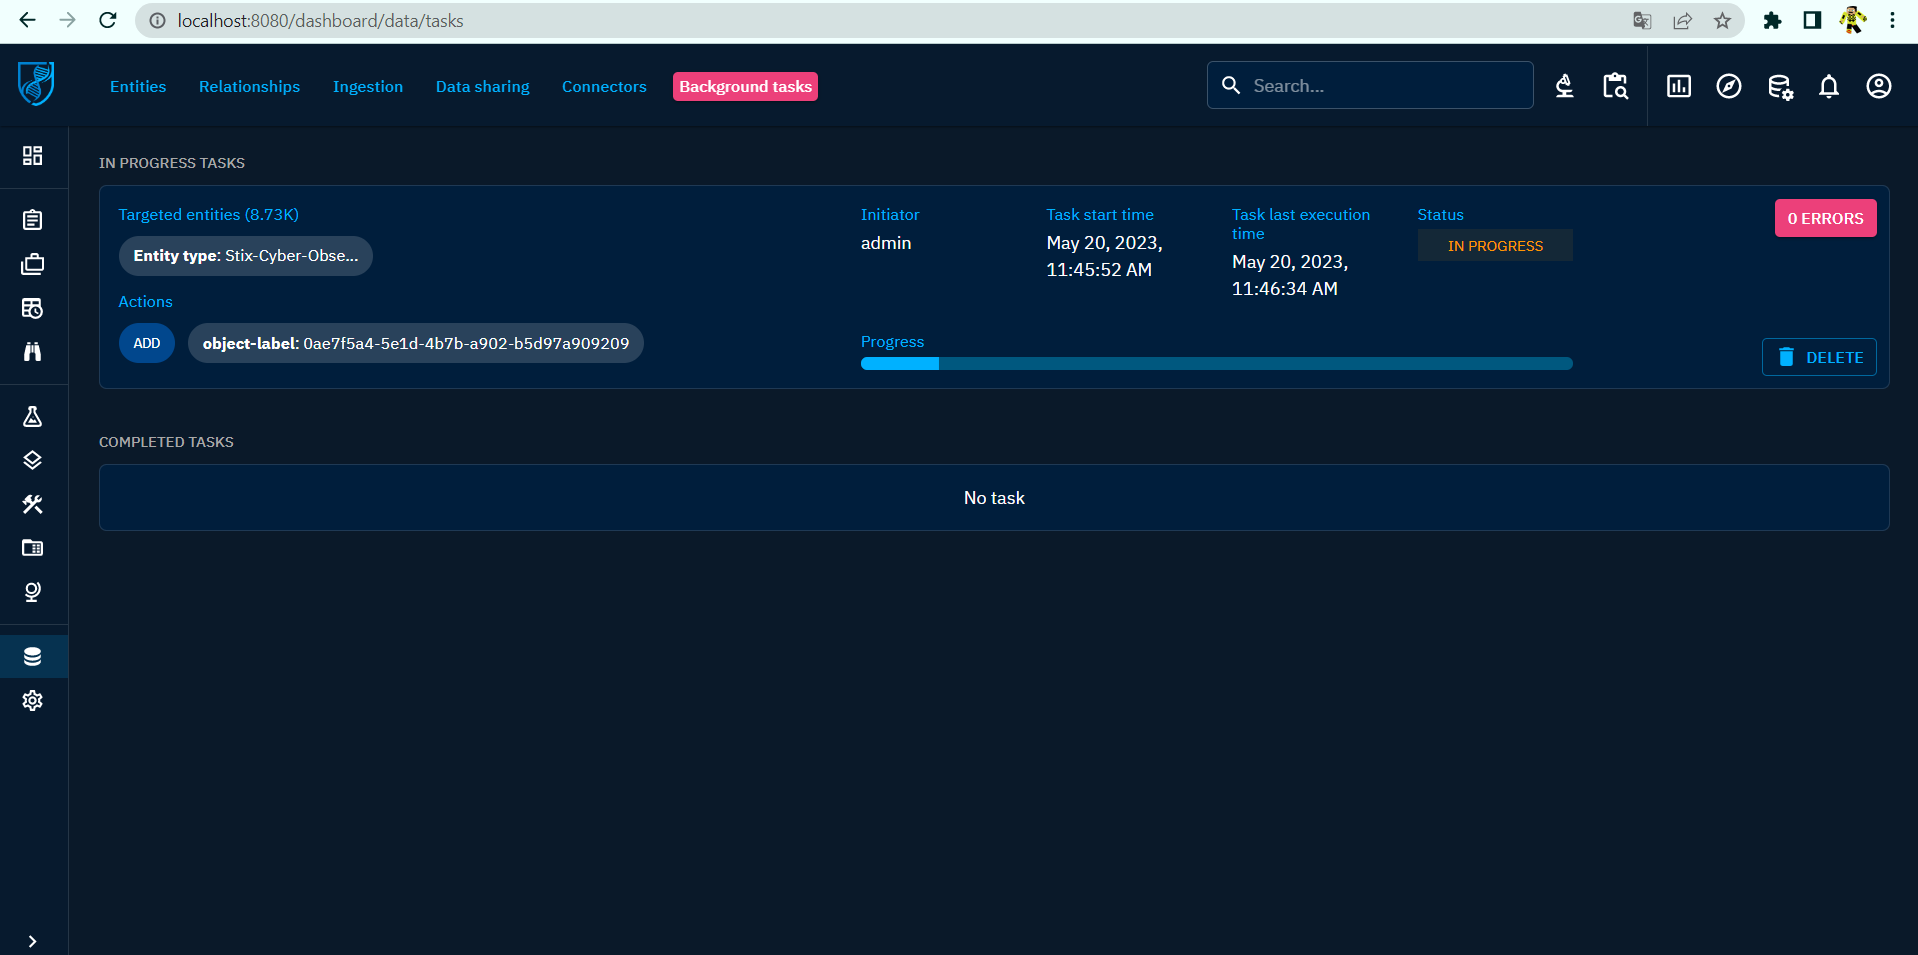 localhost:8080/dashboard/data/tasks
Entities Relationships Ingestion Data sharing Connectors Background tasks Search...
IN PROGRESS TASKS
Targeted entities (8.73K)
Entity type: Stix-Cyber-Obse...
Actions
ADD object-label: 0ae7f5a4-5e1d-4b7b-a902-b5d97a909209
Initiator
admin
Task start time
May 20, 2023,
11:45:52 AM
Task last execution
time
May 20, 2023,
11:46:34 AM
Status
IN PROGRESS
0 ERRORS
Progress
DELETE
COMPLETED TASKS
No task